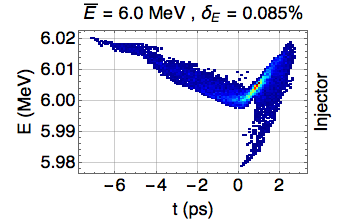 E̅ = 6.0 MeV , δE = 0.085%
6.02
6.01
6.00
5.99
5.98
E (MeV)
Injector
−6 −4 −2 0 2
t (ps)